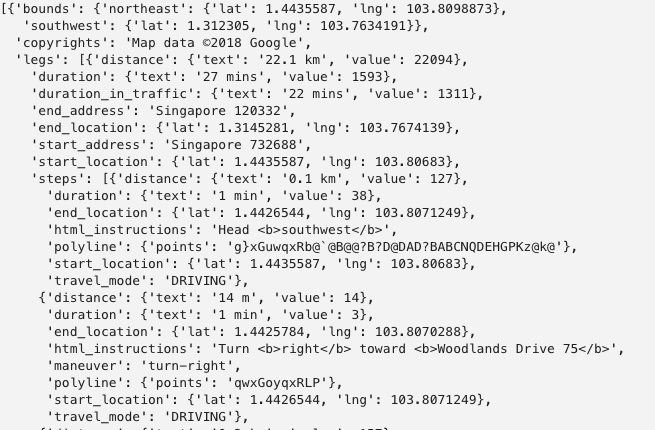 [{'bounds': {'northeast': {'lat': 1.4435587, 'lng': 103.8098873},
'southwest': {'lat': 1.312305, 'lng': 103.7634191}},
'copyrights': 'Map data ©2018 Google',
'legs': [{'distance': {'text': '22.1 km', 'value': 22094},
'duration': {'text': '27 mins', 'value': 1593},
'duration_in_traffic': {'text': '22 mins', 'value': 1311},
'end_address': 'Singapore 120332',
'end_location': {'lat': 1.3145281, 'lng': 103.7674139},
'start_address': 'Singapore 732688',
'start_location': {'lat': 1.4435587, 'lng': 103.80683},
'steps': [{'distance': {'text': '0.1 km', 'value': 127},
'duration': {'text': '1 min', 'value': 38},
'end_location': {'lat': 1.4426544, 'lng': 103.8071249},
'html_instructions': 'Head <b>southwest</b>',
'polyline': {'points': 'g}xGuwqxRb@`@B@@?B?D@DAD?BABCNQDEHGPKz@k@'},
'start_location': {'lat': 1.4435587, 'lng': 103.80683},
'travel_mode': 'DRIVING'},
{'distance': {'text': '14 m', 'value': 14},
'duration': {'text': '1 min', 'value': 3},
'end_location': {'lat': 1.4425784, 'lng': 103.8070288},
'html_instructions': 'Turn <b>right</b> toward <b>Woodlands Drive 75</b>',
'maneuver': 'turn-right',
'polyline': {'points': 'qwxGoyqxRLP'},
'start_location': {'lat': 1.4426544, 'lng': 103.8071249},
'travel_mode': 'DRIVING'},